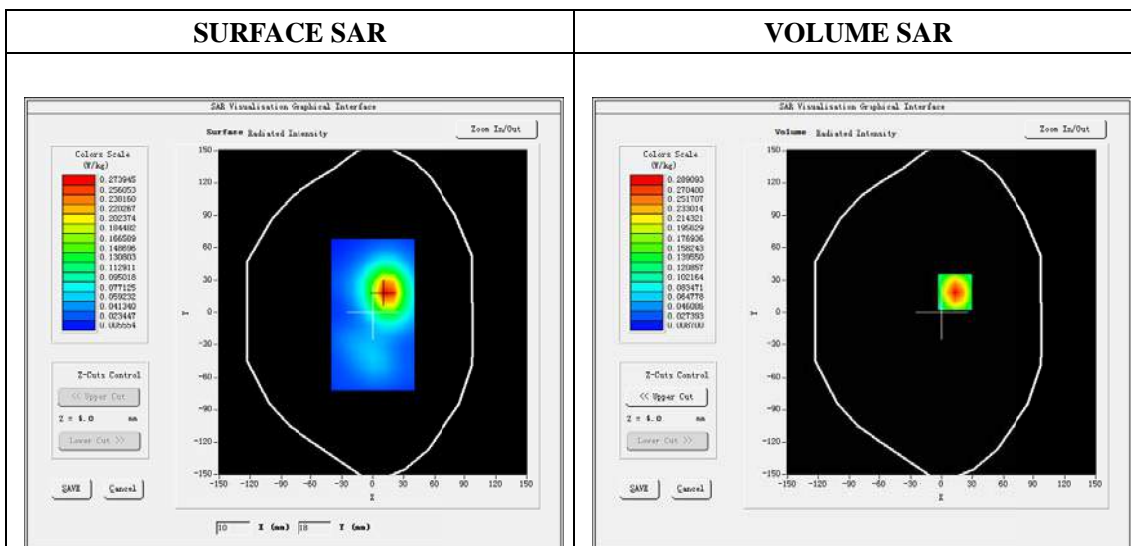 SURFACE SAR
SAR Visualisation Graphical Interface
Surface Radiated Intensity
Zoom In/Out
Colors Scale
(W/kg)
0.273945
0.256053
0.238160
0.220267
0.202374
0.184482
0.166589
0.148696
0.130803
0.112911
0.095018
0.077125
0.059232
0.041340
0.023447
0.005554
Z-Cuts Control
<< Upper Cut
Z = 4.0 mm
Lower Cut >>
SAVE
Cancel
150
120
90
60
30
0
-30
-60
-90
-120
-150
Y
-150 -120 -90 -60 -30 0 30 60 90 120 150
X
10 X (mm) 18 Y (mm)
VOLUME SAR
SAR Visualisation Graphical Interface
Volume Radiated Intensity
Zoom In/Out
Colors Scale
(W/kg)
0.289093
0.270400
0.251707
0.233014
0.214321
0.195629
0.176936
0.158243
0.139550
0.120857
0.102164
0.083471
0.064778
0.046086
0.027393
0.008700
Z-Cuts Control
<< Upper Cut
Z = 4.0 mm
Lower Cut >>
SAVE
Cancel
150
120
90
60
30
0
-30
-60
-90
-120
-150
Y
-150 -120 -90 -60 -30 0 30 60 90 120 150
X